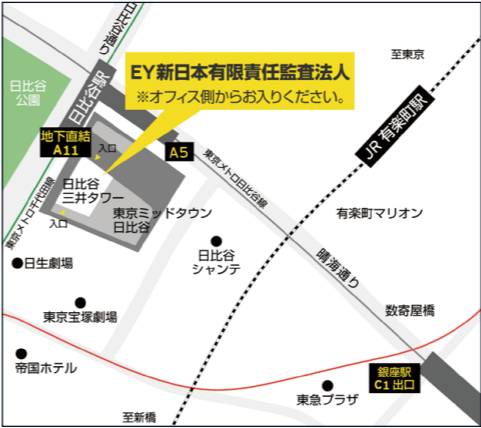 日比谷通り
至東京
日比谷駅
EY新日本有限責任監査法人
※オフィス側からお入りください。
日比谷
公園
JR 有楽町駅
地下直結
A11
入口
A5
東京メトロ日比谷線
日比谷
三井タワー
東京ミッドタウン
日比谷
入口
東京メトロ千代田線
有楽町マリオン
日比谷
シャンテ
晴海通り
日生劇場
数寄屋橋
東京宝塚劇場
帝国ホテル
銀座駅
C1 出口
東急プラザ
至新橋